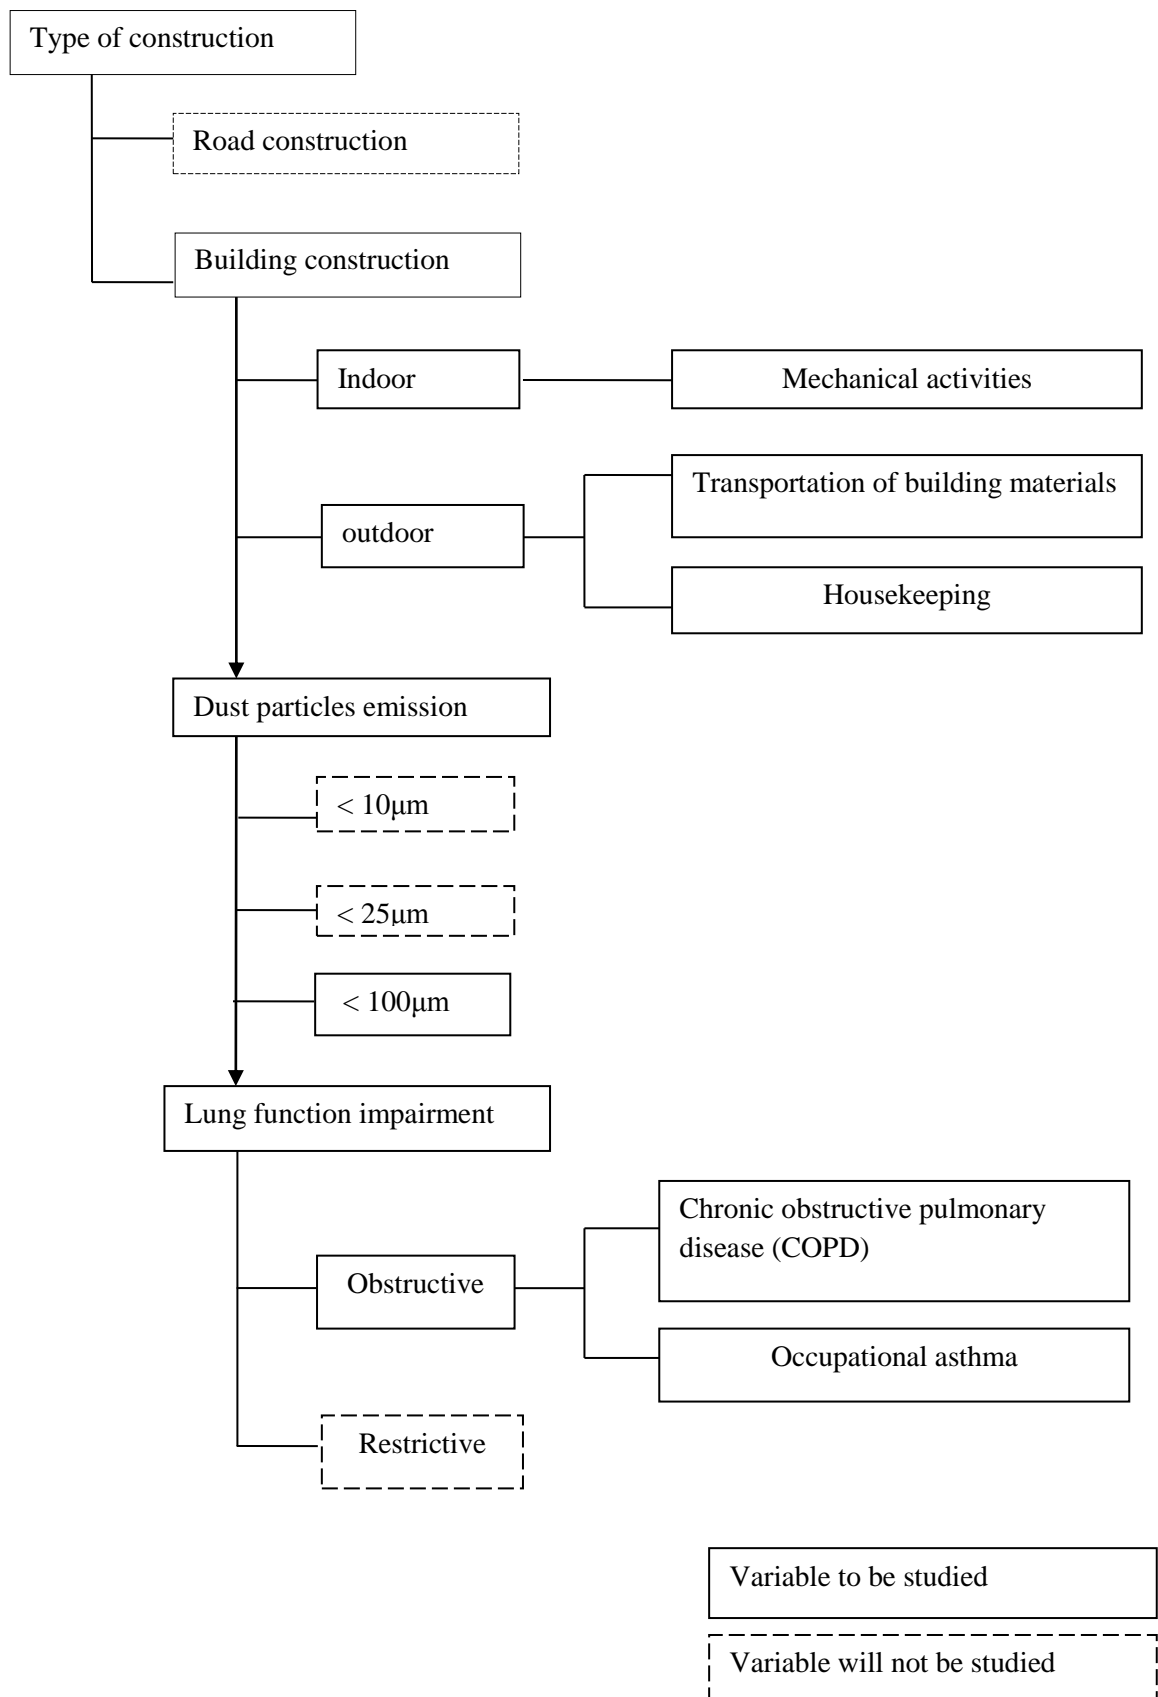 Type of construction
Road construction
Building construction
Indoor
Mechanical activities
Transportation of building materials
outdoor
Housekeeping
Dust particles emission
< 10μm
< 25μm
< 100μm
Lung function impairment
Chronic obstructive pulmonary
disease (COPD)
Obstructive
Occupational asthma
Restrictive
Variable to be studied
Variable will not be studied